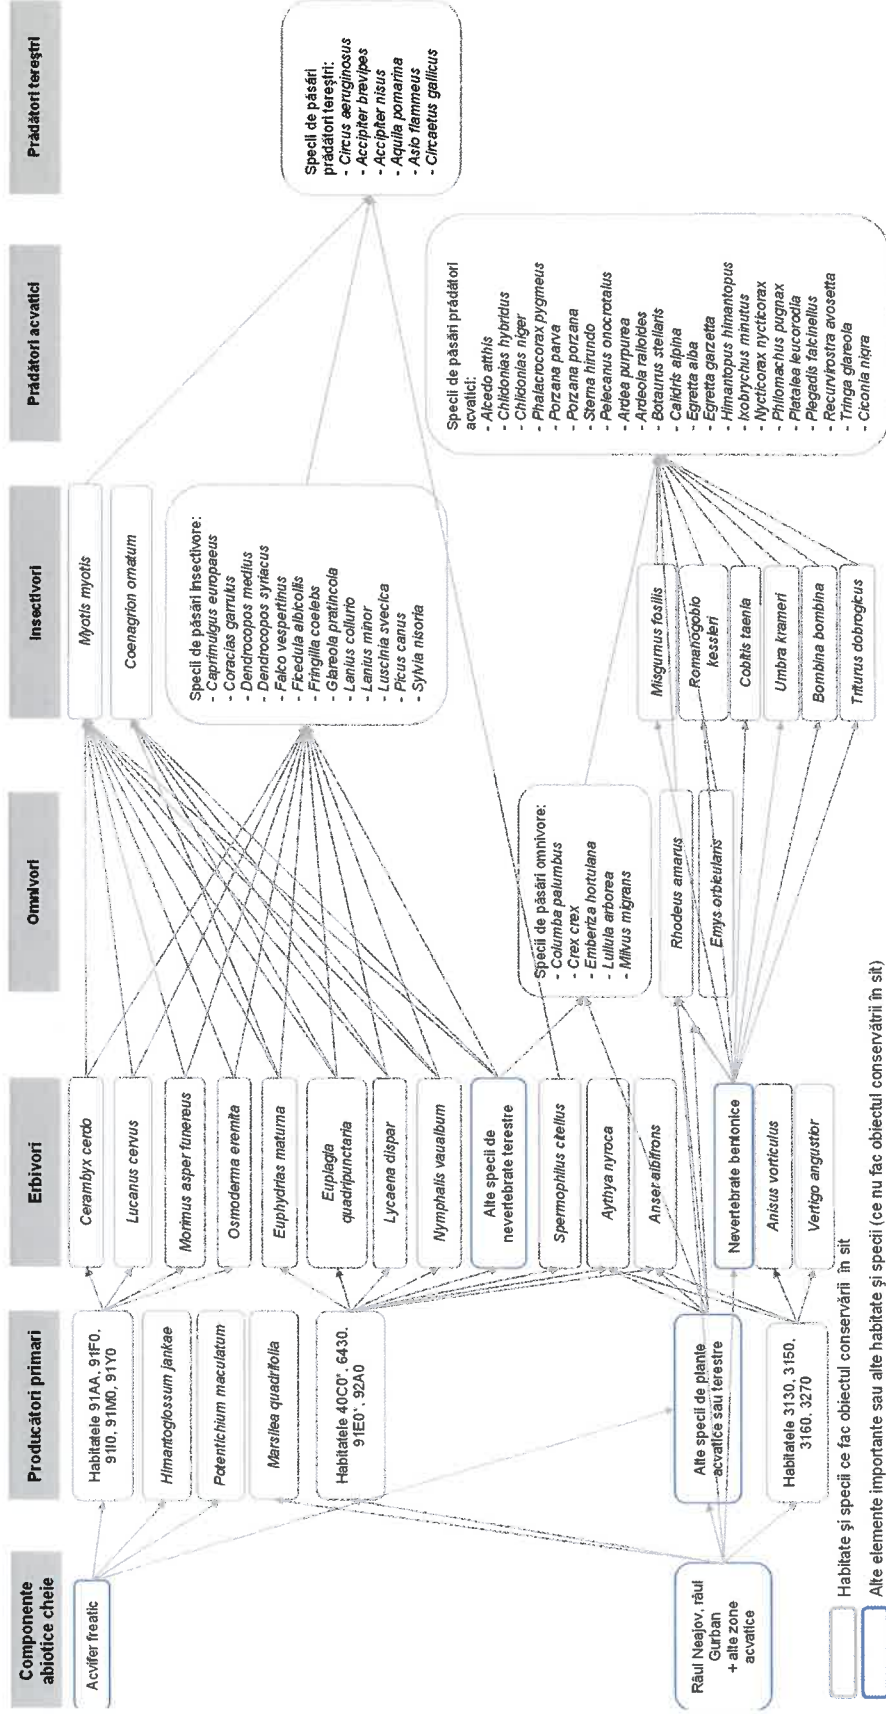 Componente
abiotice cheie
Producători primari
Erbivori
Omnivori
Insectivori
Prădători acvatici
Prădători tereștri
Acvifer freatic
Râul Neajov, râul
Gurban
+ alte zone
acvatice
Habitatele 91AA, 91F0,
91I0, 91M0, 91Y0
Himantoglossum jankae
Potentichium maculatum
Marsilea quadrifolia
Habitatele 40C0*, 6430,
91E0*, 92A0
Alte specii de plante
acvatice sau terestre
Habitatele 3130, 3150,
3160, 3270
Cerambyx cerdo
Lucanus cervus
Morimus asper funereus
Osmoderma eremita
Euphydrias maturna
Euplagia
quadripunctaria
Lycaena dispar
Nymphalis vaualbum
Alte specii de
nevertebrate terestre
Spermophilus citellus
Aythya nyroca
Anser albifrons
Nevertebrate bentonice
Anisus vorticulus
Vertigo angustior
Specii de păsări omnivore:
- Columba palumbus
- Crex crex
- Emberiza hortulana
- Lullula arborea
- Milvus migrans
Rhodeus amarus
Emys orbicularis
Myotis myotis
Coenagrion ornatum
Specii de păsări insectivore:
- Caprimulgus europaeus
- Coracias garrulus
- Dendrocopos medius
- Dendrocopos syriacus
- Falco vespertinus
- Ficedula albicollis
- Fringilla coelebs
- Glareola pratincola
- Lanius collurio
- Lanius minor
- Luscinia svecica
- Picus canus
- Sylvia nisoria
Misgurnus fosilis
Romanogobio
kessleri
Cobitis taenia
Umbra krameri
Bombina bombina
Triturus dobrogicus
Specii de păsări prădători
acvatici:
- Alcedo atthis
- Chlidonias hybridus
- Chlidonias niger
- Phalacrocorax pygmeus
- Porzana parva
- Porzana porzana
- Sterna hirundo
- Pelecanus onocrotalus
- Ardea purpurea
- Ardeola ralloides
- Botaurus stellaris
- Calidris alpina
- Egretta alba
- Egretta garzetta
- Himantopus himantopus
- Ixobrychus minutus
- Nycticorax nycticorax
- Philomachus pugnax
- Platalea leucorodia
- Plegadis falcinellus
- Recurvirostra avosetta
- Tringa glareola
- Ciconia nigra
Specii de păsări
prădători tereștri:
- Circus aeruginosus
- Accipiter brevipes
- Accipiter nisus
- Aquila pomarina
- Asio flammeus
- Circaetus gallicus
Habitate și specii ce fac obiectul conservării în sit
Alte elemente importante sau alte habitate și specii (ce nu fac obiectul conservării în sit)